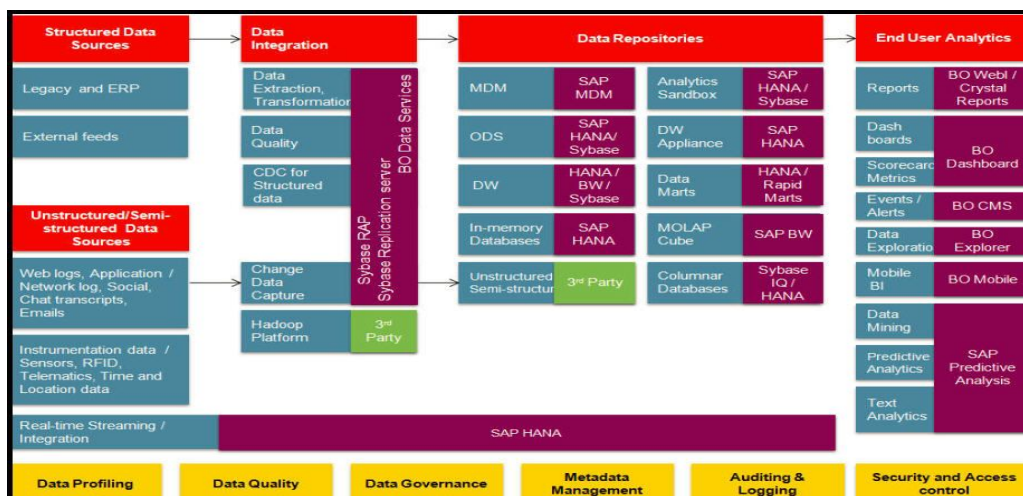 Structured Data
Sources
Data
Integration
Data Repositories
End User Analytics
Legacy and ERP
External feeds
Unstructured/Semi-
structured Data
Sources
Web logs, Application /
Network log, Social,
Chat transcripts,
Emails
Instrumentation data /
Sensors, RFID,
Telematics, Time and
Location data
Real-time Streaming /
Integration
SAP HANA
Data
Extraction,
Transformation
Data
Quality
CDC for
Structured
data
Change
Data
Capture
Hadoop
Platform
3rd
Party
Sybase RAP
Sybase Replication server
BO Data Services
MDM
SAP
MDM
ODS
SAP
HANA/
Sybase
DW
HANA /
BW /
Sybase
In-memory
Databases
SAP
HANA
Unstructured
Semi-structur
3rd Party
Analytics
Sandbox
SAP
HANA /
Sybase
DW
Appliance
SAP
HANA
Data
Marts
HANA /
Rapid
Marts
MOLAP
Cube
SAP BW
Columnar
Databases
Sybase
IQ /
HANA
Reports
BO WebI /
Crystal
Reports
Dash
boards
Scorecard
Metrics
BO
Dashboard
Events /
Alerts
BO CMS
Data
Exploratio
BO
Explorer
Mobile
BI
BO Mobile
Data
Mining
Predictive
Analytics
Text
Analytics
SAP
Predictive
Analysis
Data Profiling
Data Quality
Data Governance
Metadata
Management
Auditing &
Logging
Security and Access
control